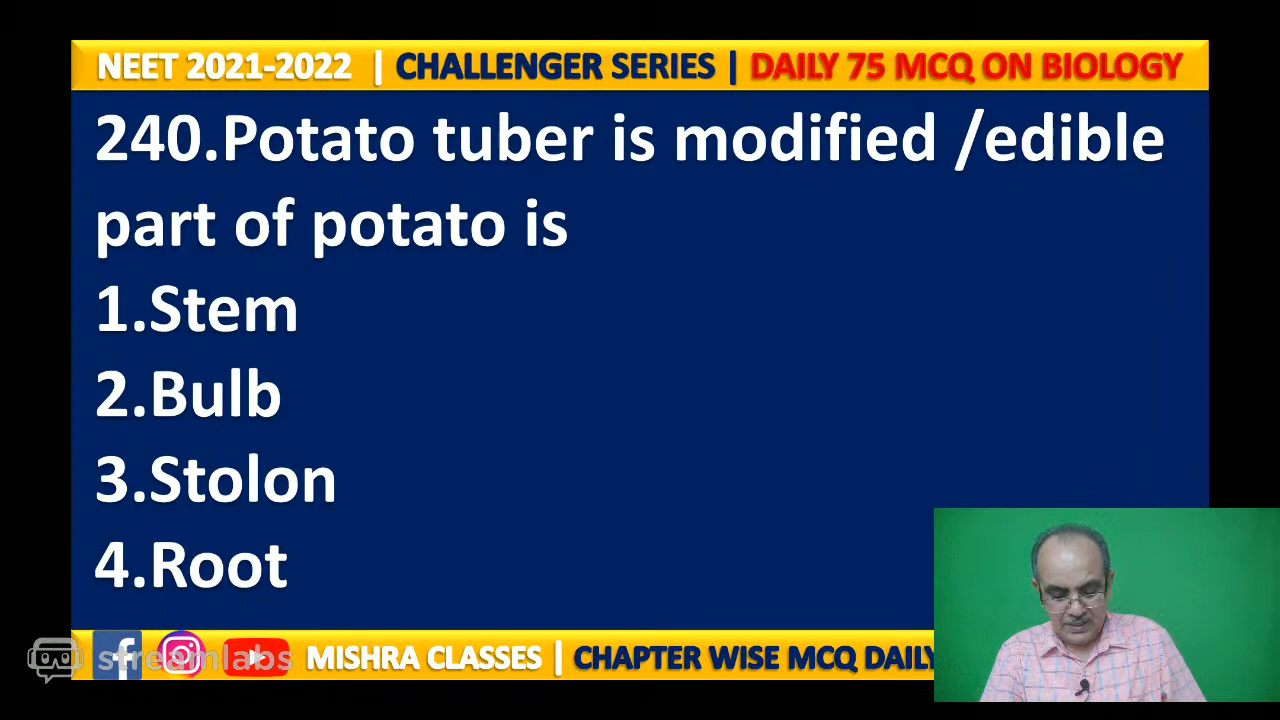 NEET 2021-2022 | CHALLENGER SERIES | DAILY 75 MCQ ON BIOLOGY
240.Potato tuber is modified /edible
part of potato is
1.Stem
2.Bulb
3.Stolon
4.Root
streamlabs MISHRA CLASSES | CHAPTER WISE MCQ DAILY